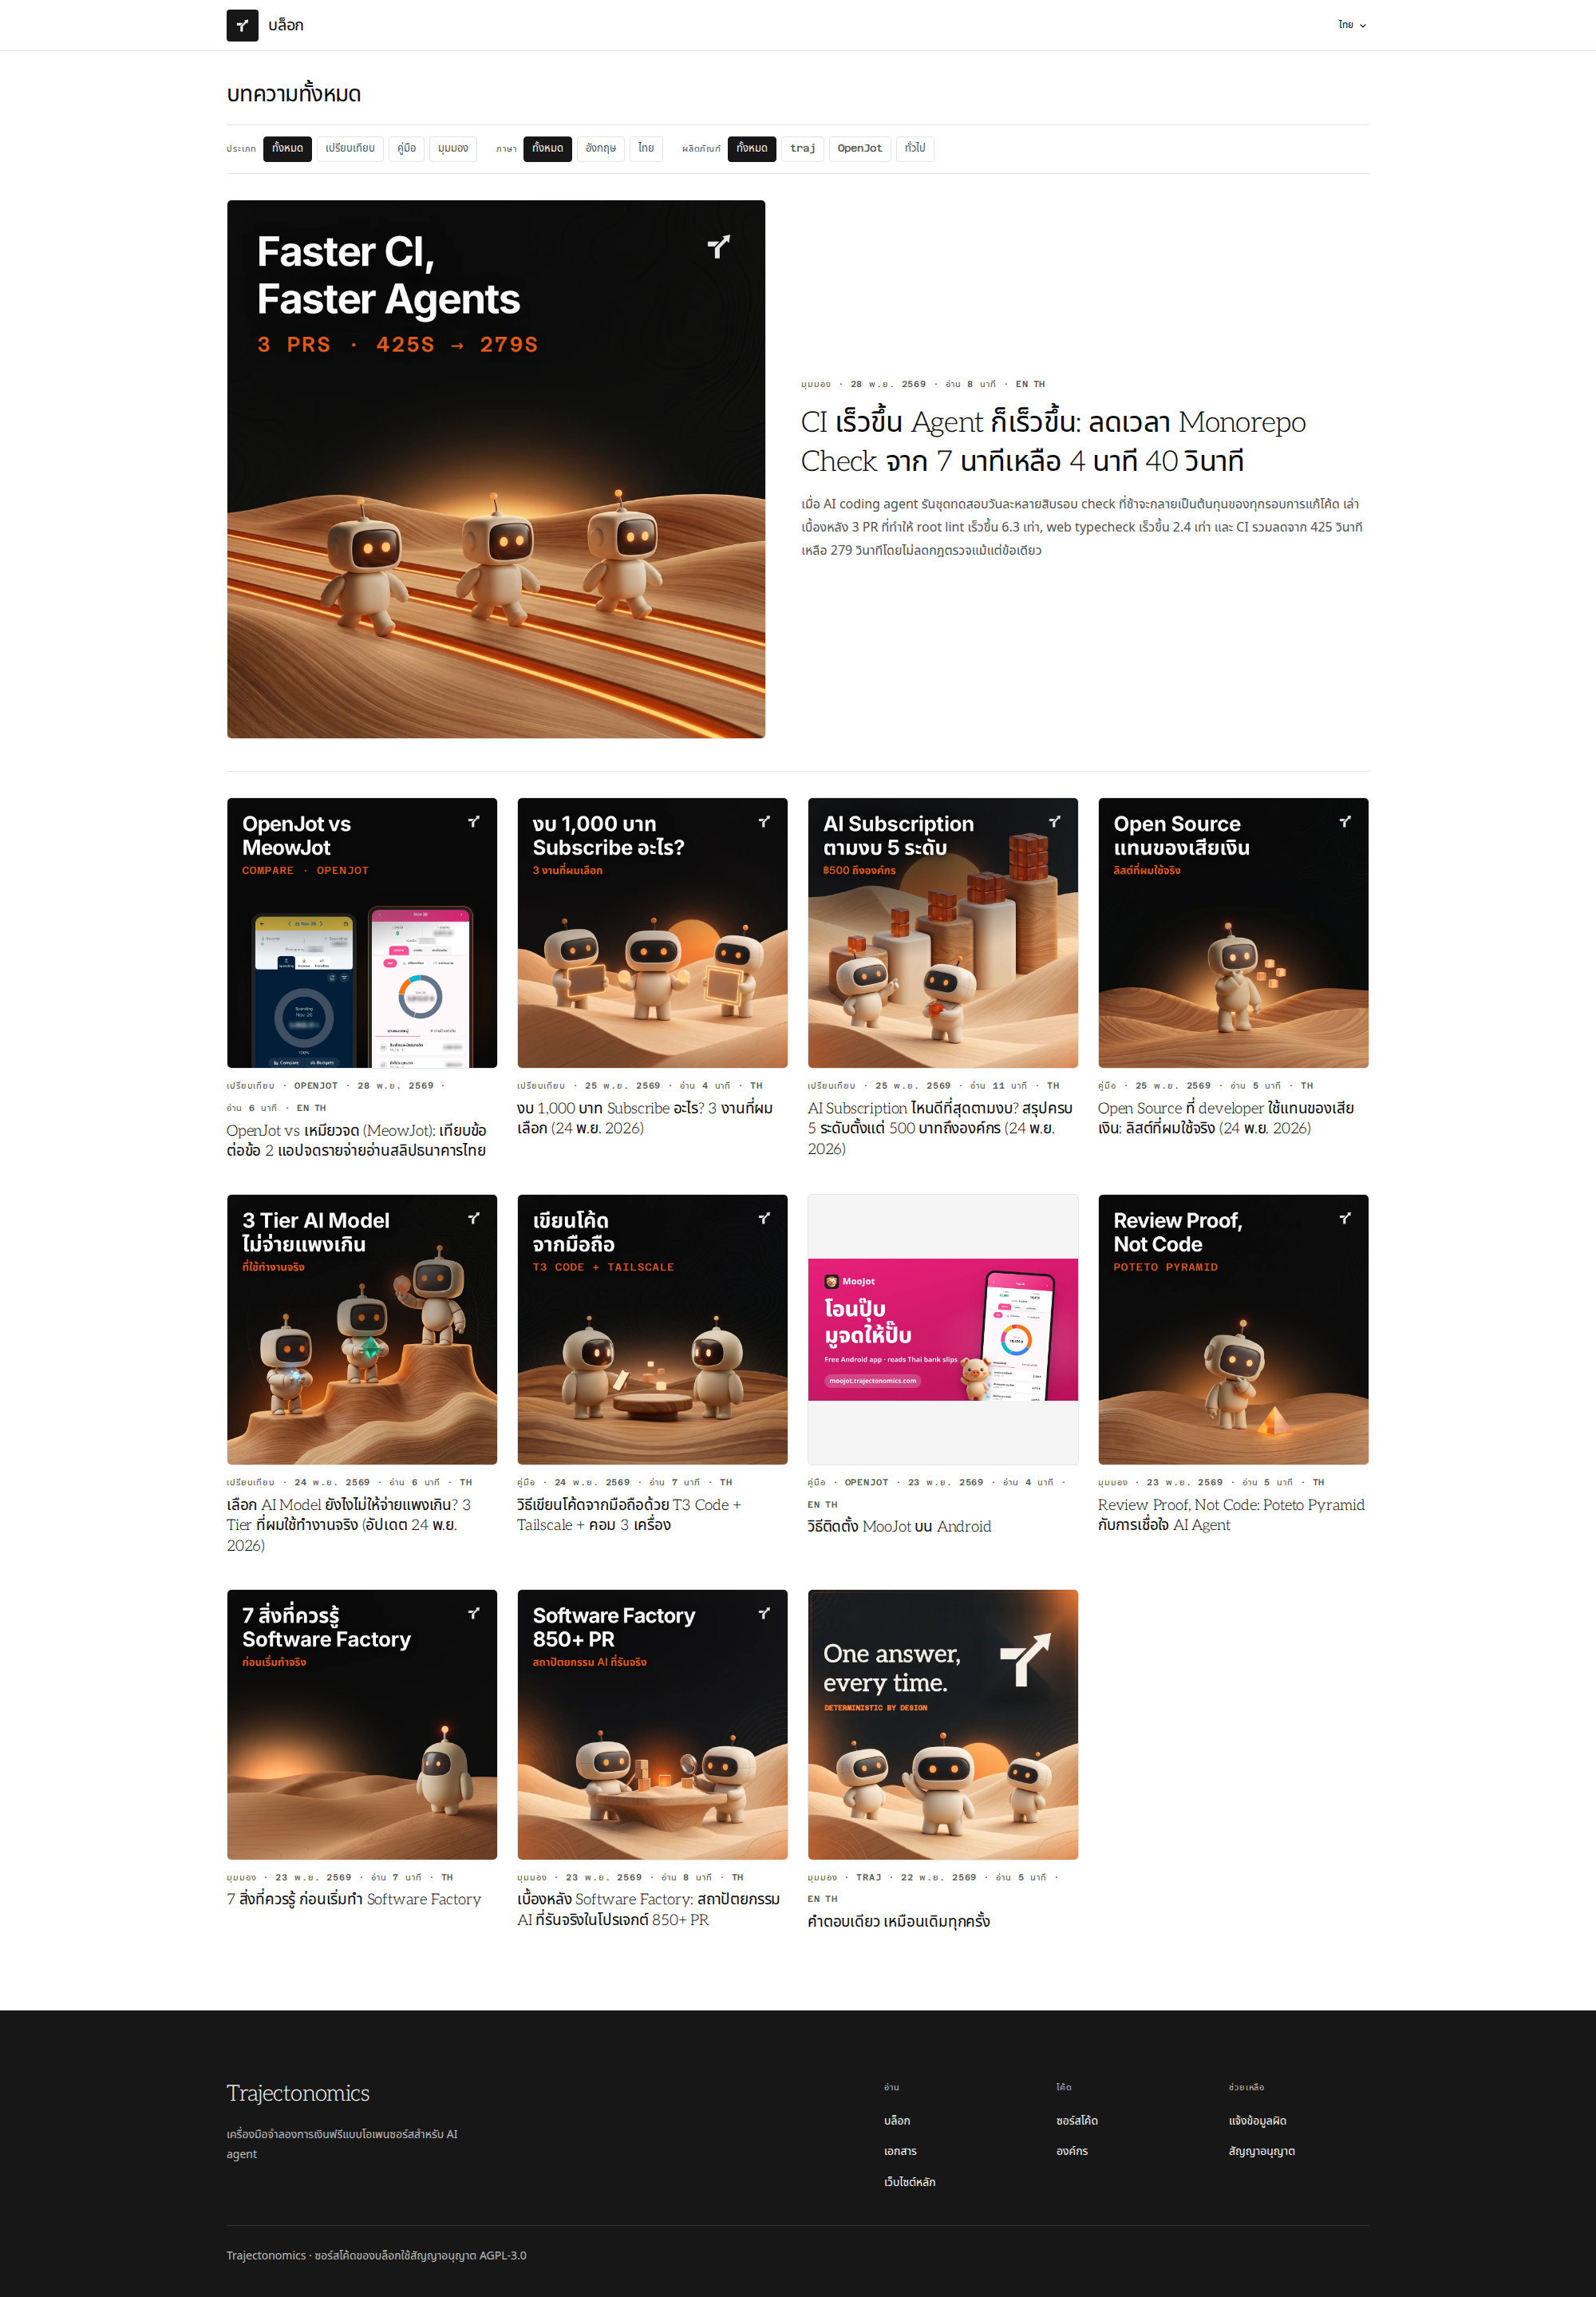 บล็อก
ไทย
บทความทั้งหมด
ประเภท ทั้งหมด เปรียบเทียบ คู่มือ มุมมอง ภาษา ทั้งหมด อังกฤษ ไทย ผลิตภัณฑ์ ทั้งหมด traj OpenJot ทั่วไป
Faster CI,
Faster Agents
3 PRS · 425S → 279S
มุมมอง · 28 พ.ย. 2569 · อ่าน 8 นาที · EN TH
CI เร็วขึ้น Agent ก็เร็วขึ้น: ลดเวลา Monorepo
Check จาก 7 นาทีเหลือ 4 นาที 40 วินาที
เมื่อ AI coding agent รันชุดทดสอบวันละหลายสิบรอบ check ที่ช้าจะกลายเป็นต้นทุนของทุกรอบการแก้โค้ด เล่า
เบื้องหลัง 3 PR ที่ทำให้ root lint เร็วขึ้น 6.3 เท่า, web typecheck เร็วขึ้น 2.4 เท่า และ CI รวมลดจาก 425 วินาที
เหลือ 279 วินาทีโดยไม่ลดกฎตรวจแม้แต่ข้อเดียว
OpenJot vs
MeowJot
COMPARE · OPENJOT
เปรียบเทียบ · OPENJOT · 28 พ.ย. 2569 ·
อ่าน 6 นาที · EN TH
OpenJot vs เหมียวจด (MeowJot): เทียบข้อ
ต่อข้อ 2 แอปจดรายจ่ายอ่านสลิปธนาคารไทย
งบ 1,000 บาท
Subscribe อะไร?
3 งานที่ผมเลือก
เปรียบเทียบ · 25 พ.ย. 2569 · อ่าน 4 นาที · TH
งบ 1,000 บาท Subscribe อะไร? 3 งานที่ผม
เลือก (24 พ.ย. 2026)
AI Subscription
ตามงบ 5 ระดับ
฿500 ถึงองค์กร
เปรียบเทียบ · 25 พ.ย. 2569 · อ่าน 11 นาที · TH
AI Subscription ไหนดีที่สุดตามงบ? สรุปครบ
5 ระดับตั้งแต่ 500 บาทถึงองค์กร (24 พ.ย.
2026)
Open Source
แทนของเสียเงิน
ลิสต์ที่ผมใช้จริง
คู่มือ · 25 พ.ย. 2569 · อ่าน 5 นาที · TH
Open Source ที่ developer ใช้แทนของเสีย
เงิน: ลิสต์ที่ผมใช้จริง (24 พ.ย. 2026)
3 Tier AI Model
ไม่จ่ายแพงเกิน
ที่ใช้ทำงานจริง
เปรียบเทียบ · 24 พ.ย. 2569 · อ่าน 6 นาที · TH
เลือก AI Model ยังไงไม่ให้จ่ายแพงเกิน? 3
Tier ที่ผมใช้ทำงานจริง (อัปเดต 24 พ.ย.
2026)
เขียนโค้ด
จากมือถือ
T3 CODE + TAILSCALE
คู่มือ · 24 พ.ย. 2569 · อ่าน 7 นาที · TH
วิธีเขียนโค้ดจากมือถือด้วย T3 Code +
Tailscale + คอม 3 เครื่อง
MooJot
โอนปุ๊บ
มูจดให้ปั๊บ
Free Android app · reads Thai bank slips
moojot.trajectonomics.com
คู่มือ · OPENJOT · 23 พ.ย. 2569 · อ่าน 4 นาที ·
EN TH
วิธีติดตั้ง MooJot บน Android
Review Proof,
Not Code
POTETO PYRAMID
มุมมอง · 23 พ.ย. 2569 · อ่าน 5 นาที · TH
Review Proof, Not Code: Poteto Pyramid
กับการเชื่อใจ AI Agent
7 สิ่งที่ควรรู้
Software Factory
ก่อนเริ่มทำจริง
มุมมอง · 23 พ.ย. 2569 · อ่าน 7 นาที · TH
7 สิ่งที่ควรรู้ ก่อนเริ่มทำ Software Factory
Software Factory
850+ PR
สถาปัตยกรรม AI ที่รันจริง
มุมมอง · 23 พ.ย. 2569 · อ่าน 8 นาที · TH
เบื้องหลัง Software Factory: สถาปัตยกรรม
AI ที่รันจริงในโปรเจกต์ 850+ PR
One answer,
every time.
DETERMINISTIC BY DESIGN
มุมมอง · TRAJ · 22 พ.ย. 2569 · อ่าน 5 นาที ·
EN TH
คำตอบเดียว เหมือนเดิมทุกครั้ง
Trajectonomics
เครื่องมือจำลองการเงินฟรีแบบโอเพนซอร์สสำหรับ AI
agent
อ่าน
บล็อก
เอกสาร
เว็บไซต์หลัก
โค้ด
ซอร์สโค้ด
องค์กร
ช่วยเหลือ
แจ้งข้อมูลผิด
สัญญาอนุญาต
Trajectonomics · ซอร์สโค้ดของบล็อกใช้สัญญาอนุญาต AGPL-3.0